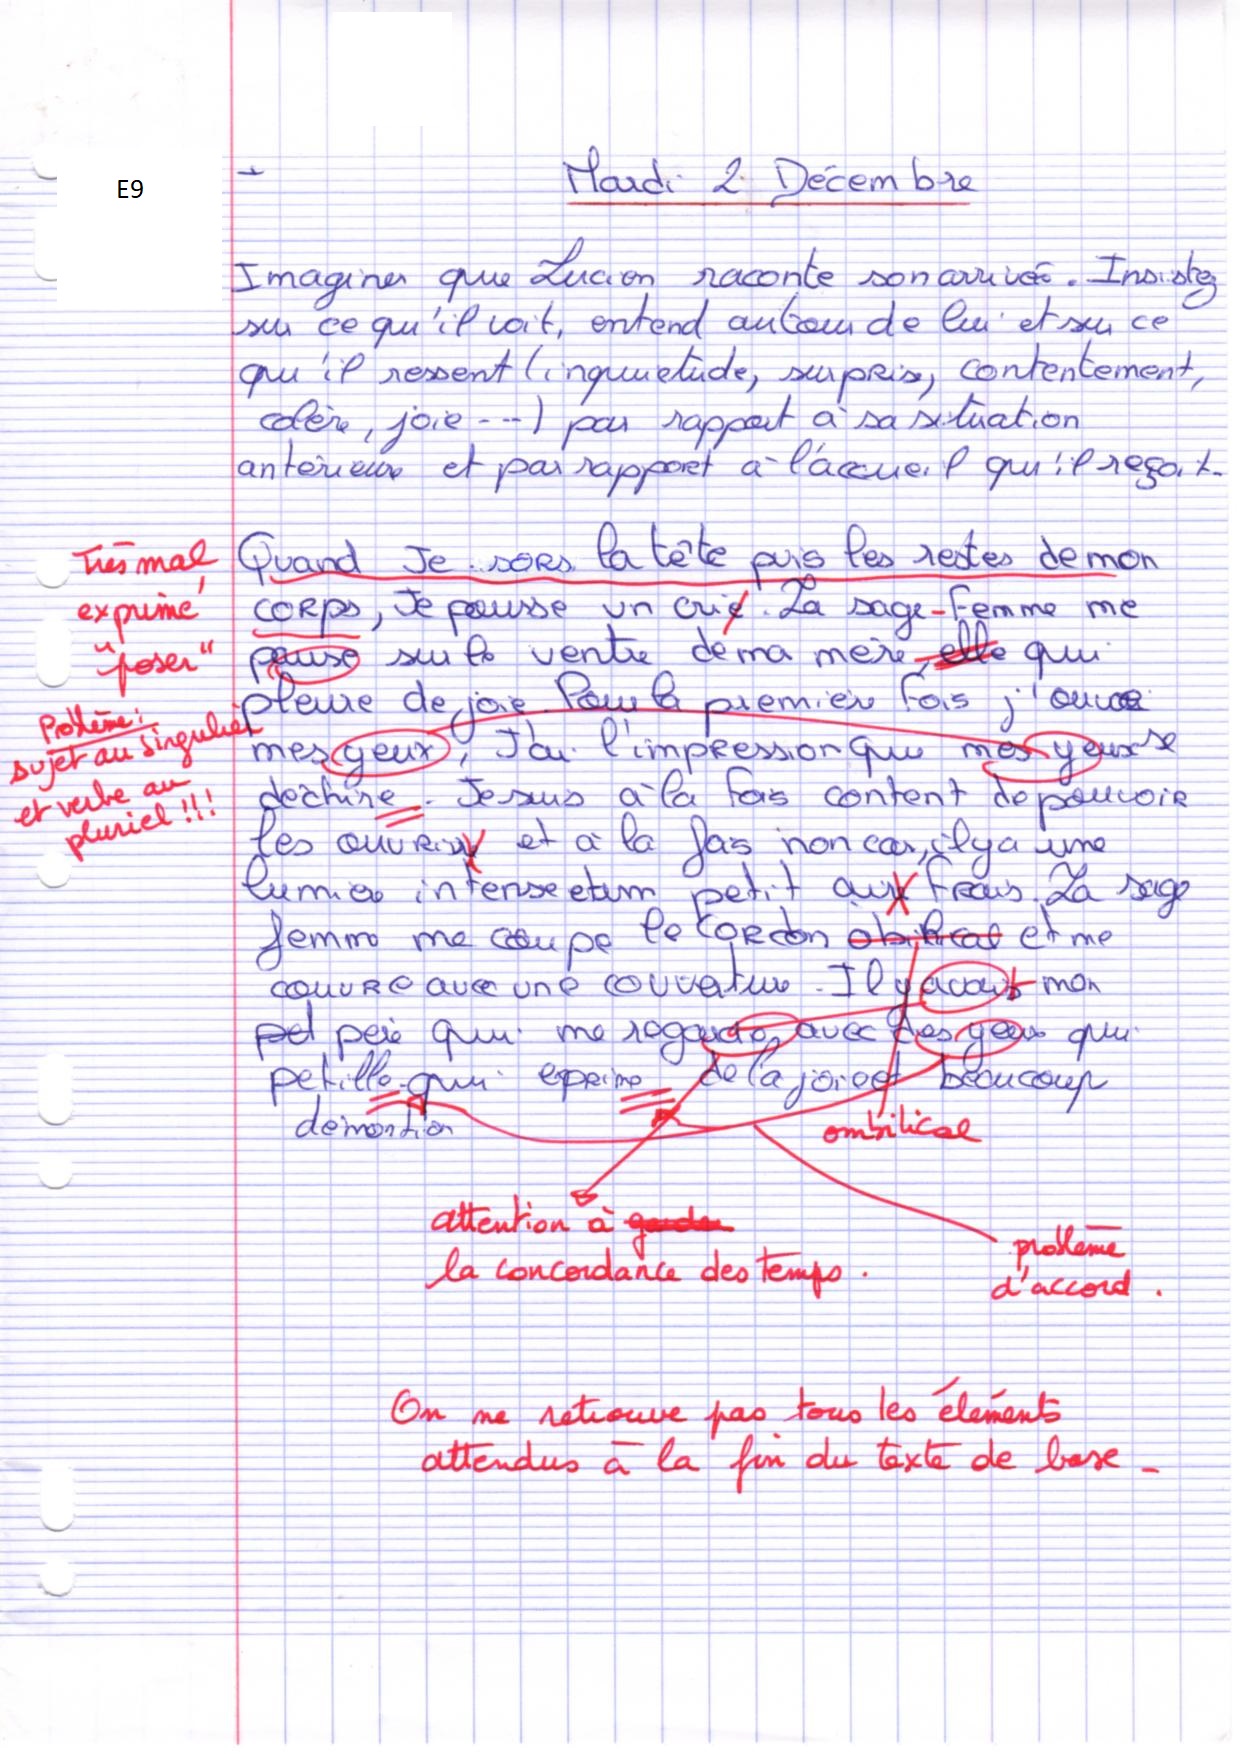 E9
Mardi 2 Décembre
Imaginer que Lucien raconte son arrivée. Insistez
sur ce qu'il voit, entend autour de lui et sur ce
qu'il ressent (inquiétude, surpris, contentement,
colère, joie ---) par rapport à sa situation
antérieure et par rapport à l'accueil qu'il reçoit.
Très mal Quand Je sors la tête puis les restes de mon
exprimé corps, Je pousse un crié. La sage-femme me
"poser" pause sur le ventre de ma mère, elle qui
pleure de joie. Pour la première fois j'ouvre
Problème: sujet au singulier et verbe au pluriel !!!
mes yeux, J'ai l'impression que mes yeux se
déchire. Je suis à la fois content de pouvoir
les ouvrir et à la fois non car, il y a une
lumière intense et um petit aux frais. La sage
femme me coupe le cordon obilical et me
couvre avec une couverture. Il y avait mon
pel père qui me regarda, avec des yeux qui
petille qui exprime de la joie et beaucoup
démontion
ombilical
attention à garder
la concordance des temps.
problème
d'accord.
On ne retrouve pas tous les éléments
attendus à la fin du texte de base -